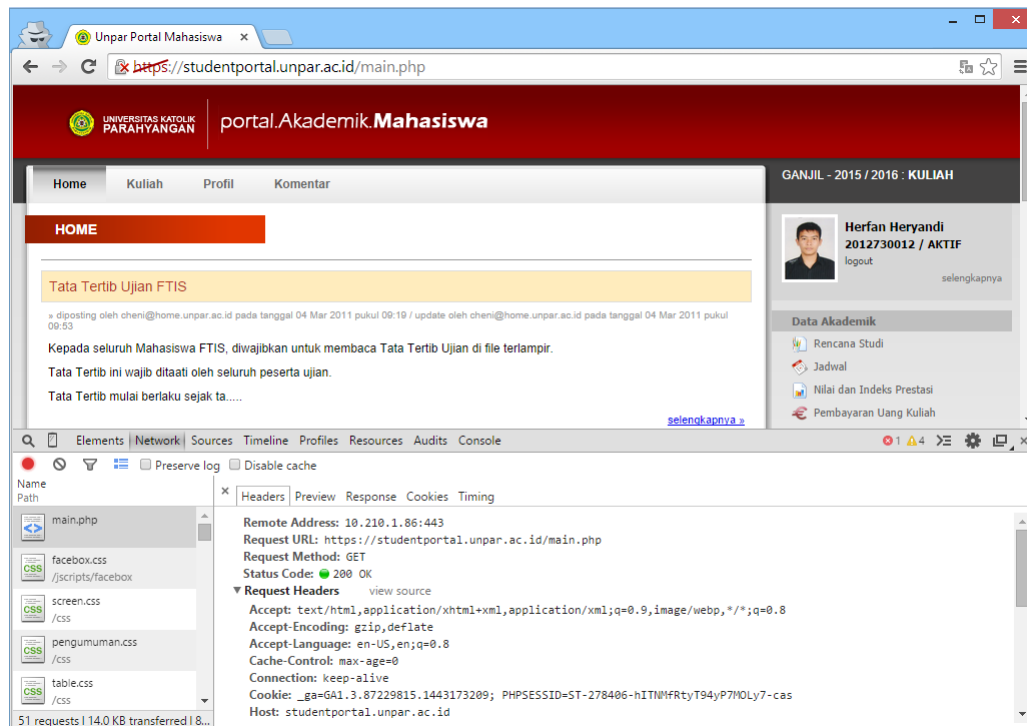 Unpar Portal Mahasiswa
https://studentportal.unpar.ac.id/main.php
UNIVERSITAS KATOLIK
PARAHYANGAN
portal.Akademik.Mahasiswa
Home Kuliah Profil Komentar
GANJIL - 2015 / 2016 : KULIAH
HOME
Herfan Heryandi
2012730012 / AKTIF
logout
selengkapnya
Tata Tertib Ujian FTIS
» diposting oleh cheni@home.unpar.ac.id pada tanggal 04 Mar 2011 pukul 09:19 / update oleh cheni@home.unpar.ac.id pada tanggal 04 Mar 2011 pukul
09:53
Kepada seluruh Mahasiswa FTIS, diwajibkan untuk membaca Tata Tertib Ujian di file terlampir.
Tata Tertib ini wajib ditaati oleh seluruh peserta ujian.
Tata Tertib mulai berlaku sejak ta.....
selengkapnya »
Data Akademik
Rencana Studi
Jadwal
Nilai dan Indeks Prestasi
Pembayaran Uang Kuliah
Elements Network Sources Timeline Profiles Resources Audits Console
1 4
Preserve log Disable cache
Name
Path
main.php
facebox.css
/jscripts/facebox
screen.css
/css
pengumuman.css
/css
table.css
/css
51 requests | 14.0 KB transferred | 8...
Headers Preview Response Cookies Timing
Remote Address: 10.210.1.86:443
Request URL: https://studentportal.unpar.ac.id/main.php
Request Method: GET
Status Code: 200 OK
Request Headers view source
Accept: text/html,application/xhtml+xml,application/xml;q=0.9,image/webp,*/*;q=0.8
Accept-Encoding: gzip,deflate
Accept-Language: en-US,en;q=0.8
Cache-Control: max-age=0
Connection: keep-alive
Cookie: _ga=GA1.3.87229815.1443173209; PHPSESSID=ST-278406-hITNMfRtyT94yP7MOLy7-cas
Host: studentportal.unpar.ac.id